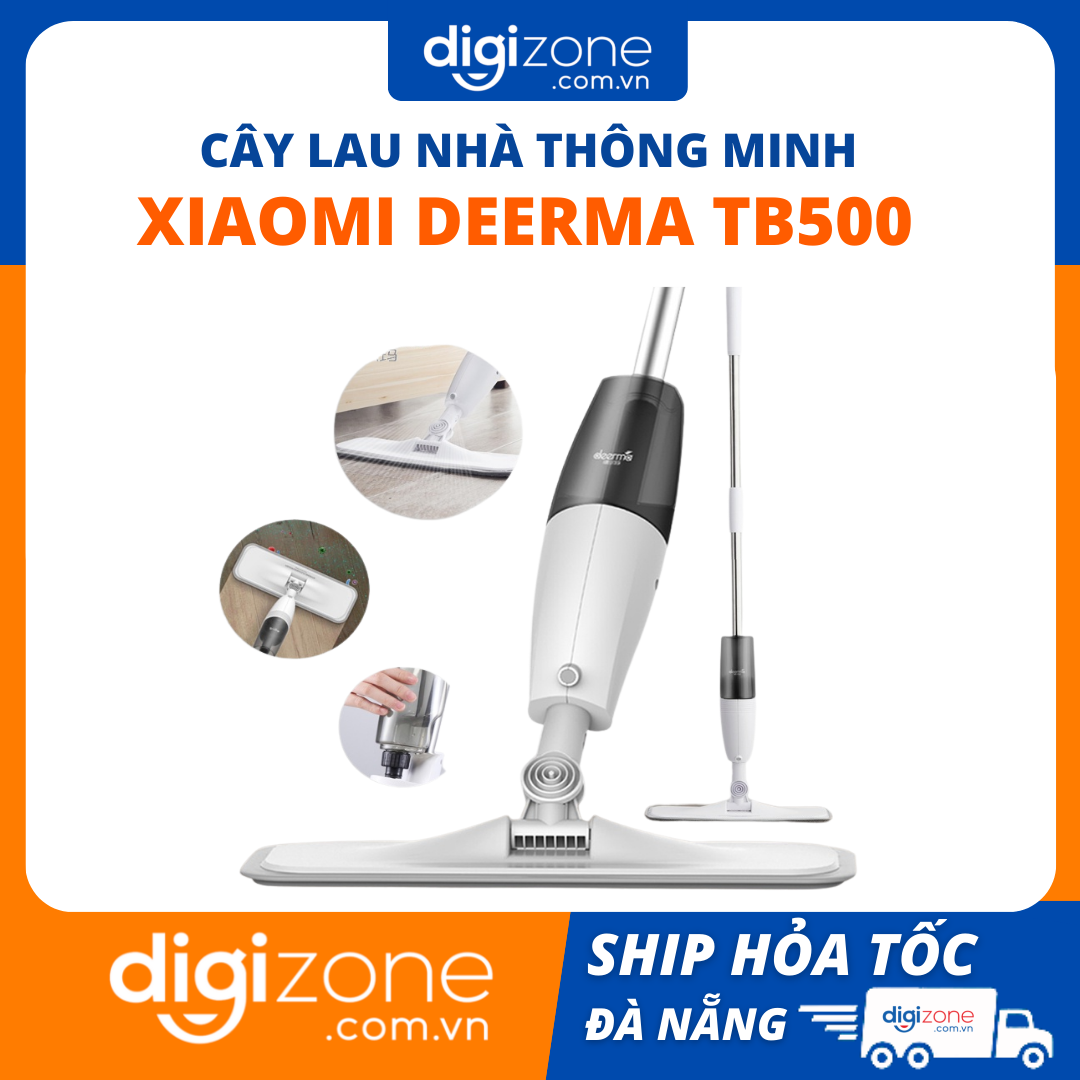 digizone
.com.vn
CÂY LAU NHÀ THÔNG MINH
XIAOMI DEERMA TB500
deerma
deerma
digizone
.com.vn
SHIP HỎA TỐC
ĐÀ NẴNG
digizone
.com.vn